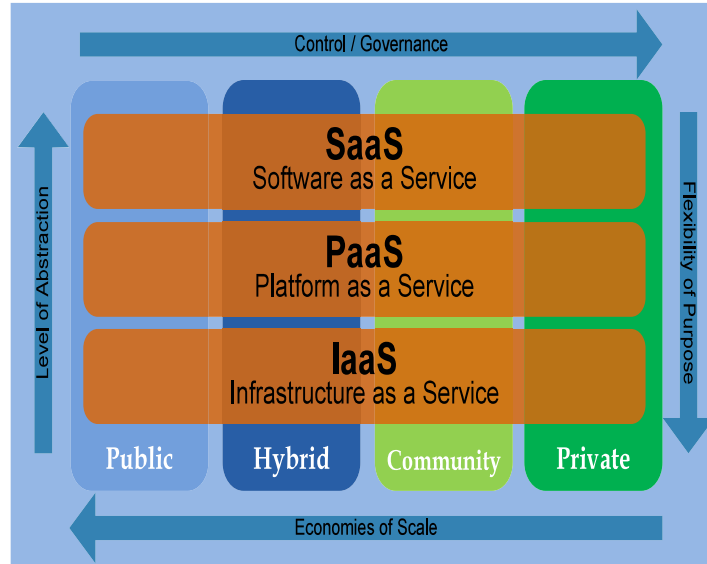 Control / Governance
Level of Abstraction
SaaS
Software as a Service
PaaS
Platform as a Service
IaaS
Infrastructure as a Service
Flexibility of Purpose
Public
Hybrid
Community
Private
Economies of Scale